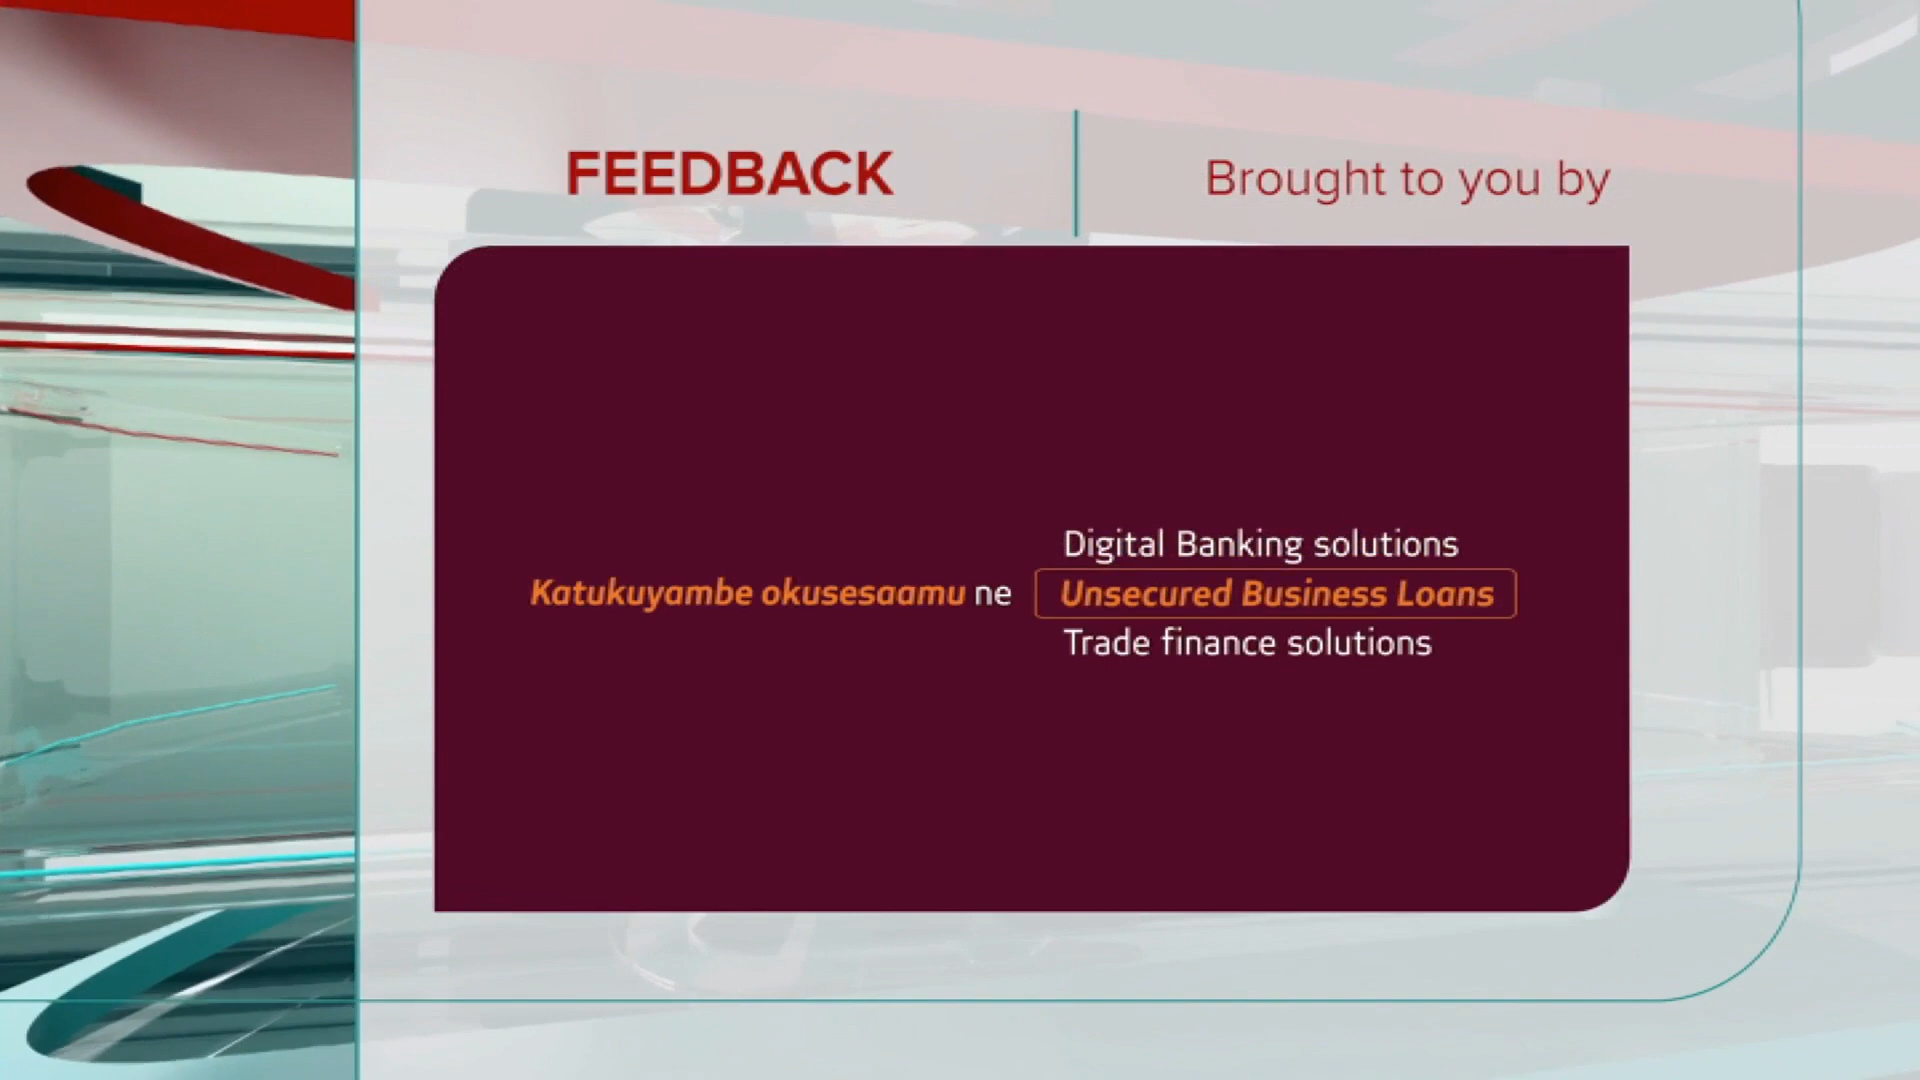 FEEDBACK
Brought to you by
Digital Banking solutions
Katukuyambe okusesaamu ne Unsecured Business Loans
Trade finance solutions